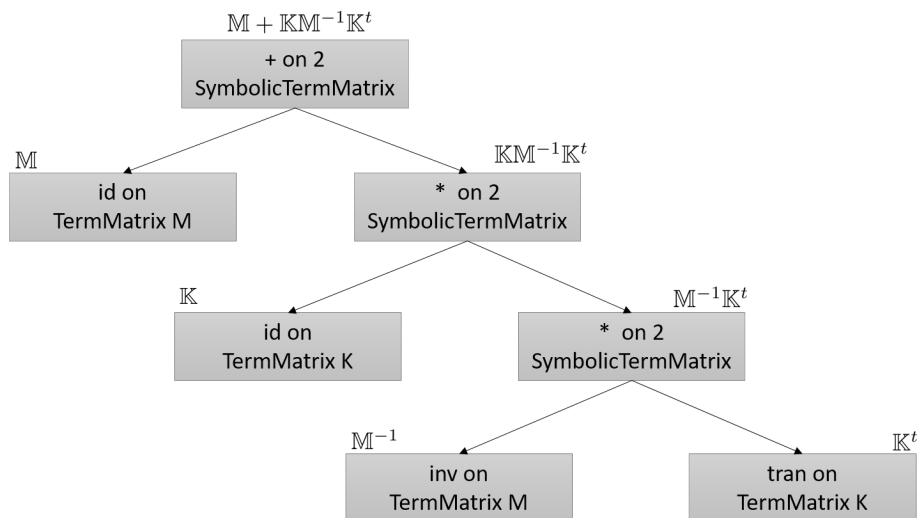 𝕄 + 𝕂𝕄⁻¹𝕂ᵗ
+ on 2
SymbolicTermMatrix
𝕄
id on
TermMatrix M
𝕂𝕄⁻¹𝕂ᵗ
* on 2
SymbolicTermMatrix
𝕂
id on
TermMatrix K
𝕄⁻¹𝕂ᵗ
* on 2
SymbolicTermMatrix
𝕄⁻¹
inv on
TermMatrix M
𝕂ᵗ
tran on
TermMatrix K